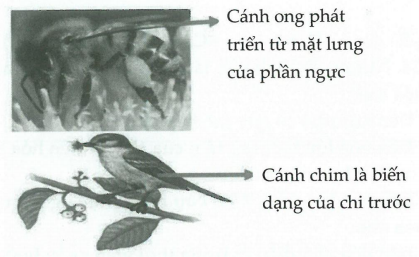 Cánh ong phát
triển từ mặt lưng
của phần ngực
Cánh chim là biến
dạng của chi trước